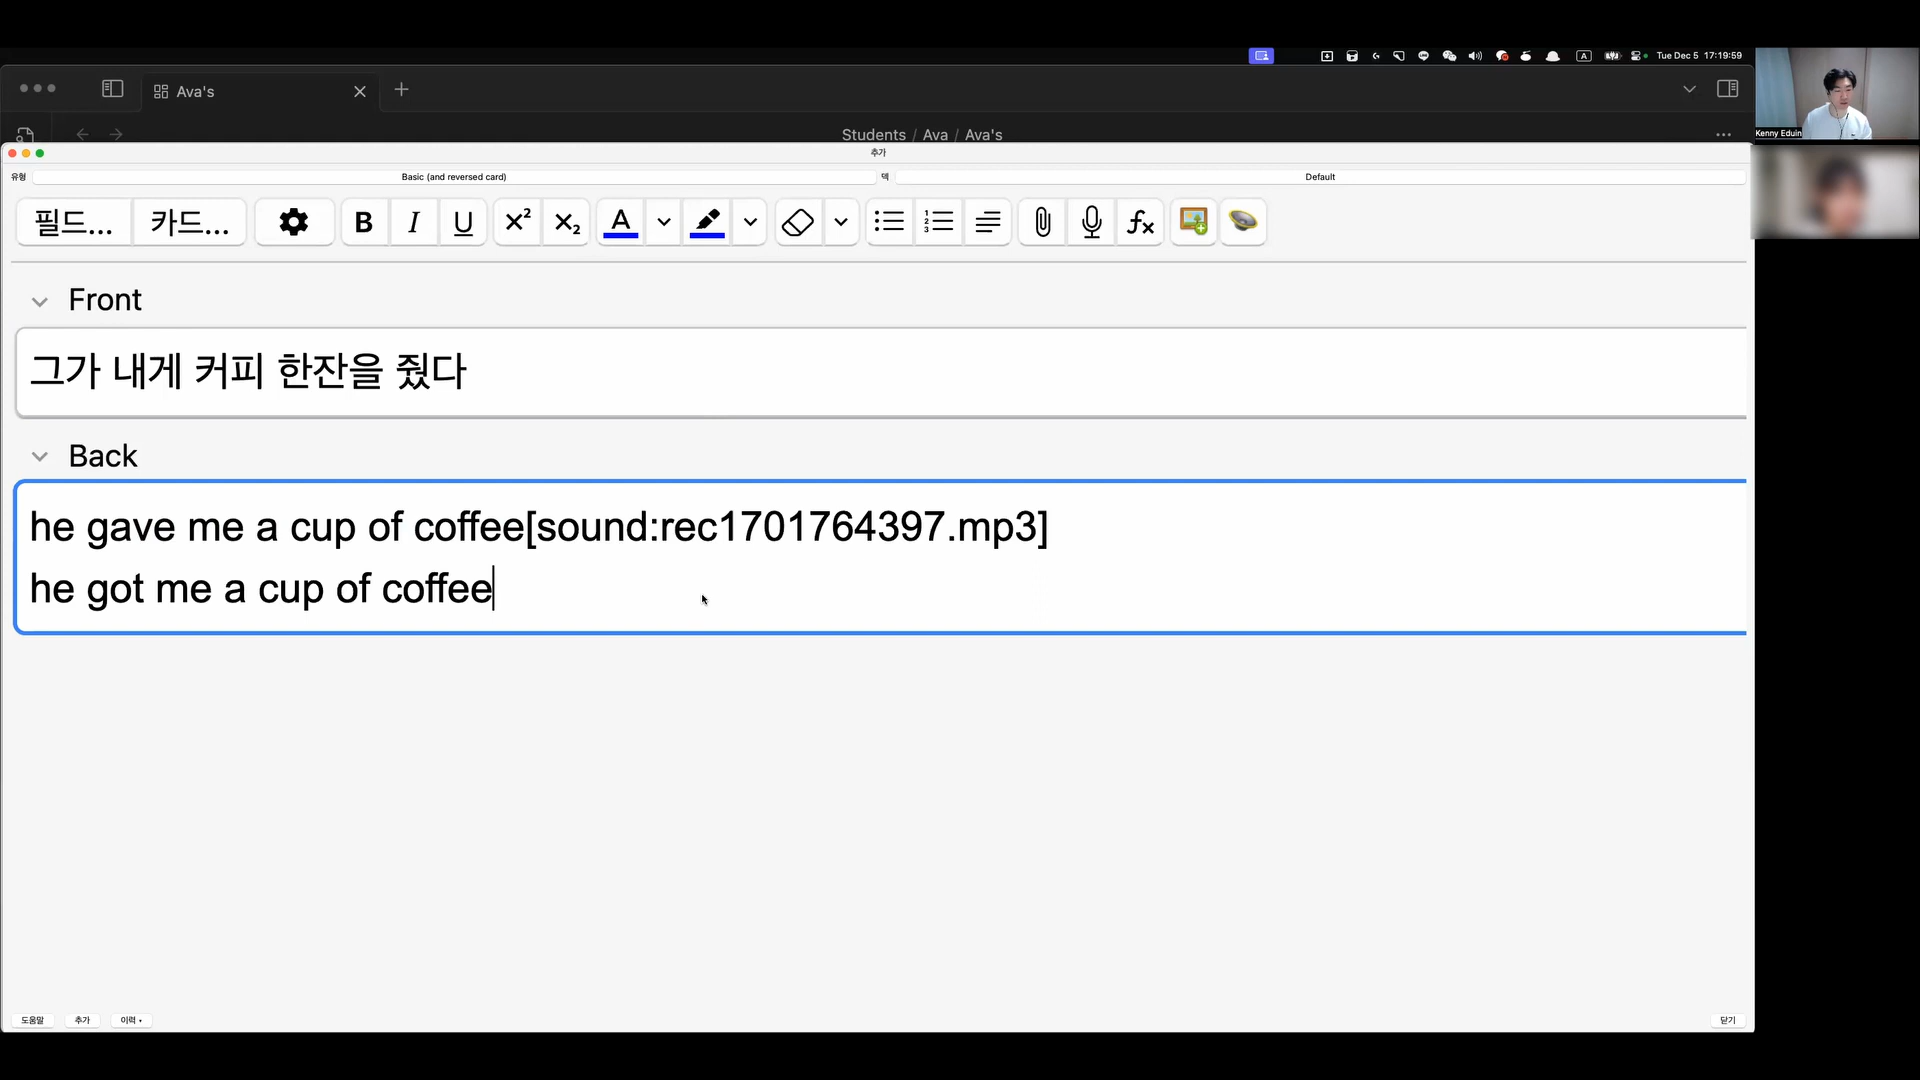 Tue Dec 5 17:19:59
Ava's
Students / Ava / Ava's
Kenny Eduin
추가
유형
Basic (and reversed card)
덱
Default
필드...
카드...
Front
그가 내게 커피 한잔을 줬다
Back
he gave me a cup of coffee[sound:rec1701764397.mp3]
he got me a cup of coffee
도움말
추가
이력
닫기